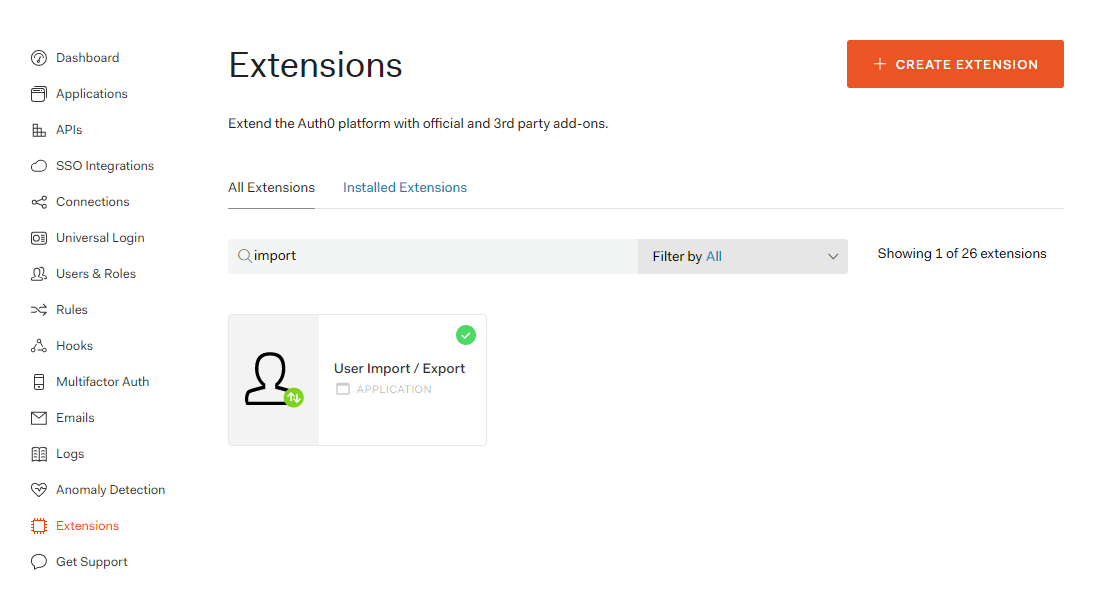 Dashboard
Applications
APIs
SSO Integrations
Connections
Universal Login
Users & Roles
Rules
Hooks
Multifactor Auth
Emails
Logs
Anomaly Detection
Extensions
Get Support
Extensions
CREATE EXTENSION
Extend the Auth0 platform with official and 3rd party add-ons.
All Extensions Installed Extensions
import Filter by All Showing 1 of 26 extensions
User Import / Export
APPLICATION